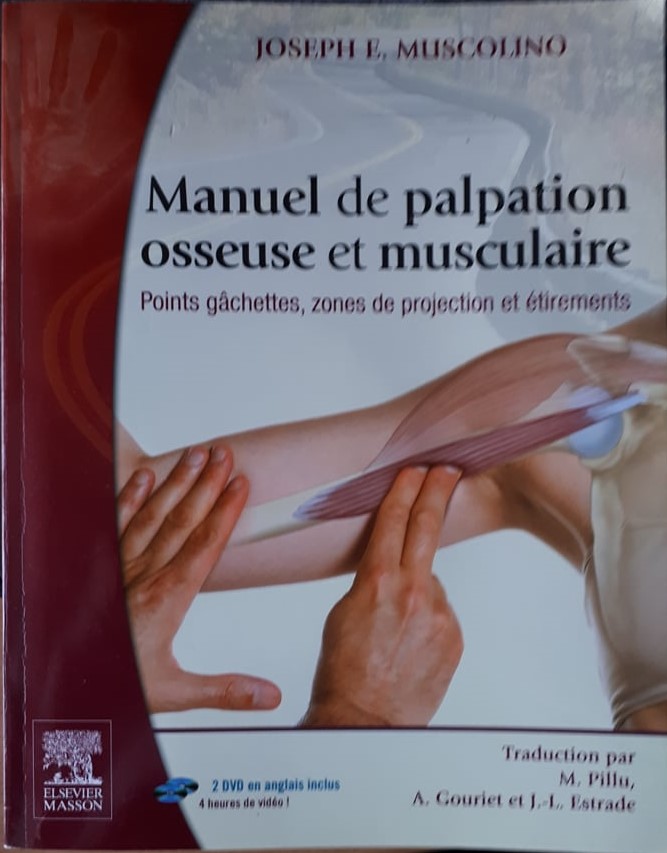 JOSEPH E. MUSCOLINO
Manuel de palpation
osseuse et musculaire
Points gâchettes, zones de projection et étirements
ELSEVIER
MASSON
2 DVD en anglais inclus
4 heures de vidéo !
Traduction par
M. Pillu,
A. Gouriet et J.-L. Estrade